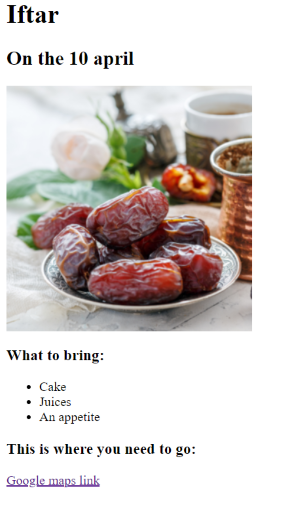 Iftar
On the 10 april
What to bring:
Cake
Juices
An appetite
This is where you need to go:
Google maps link